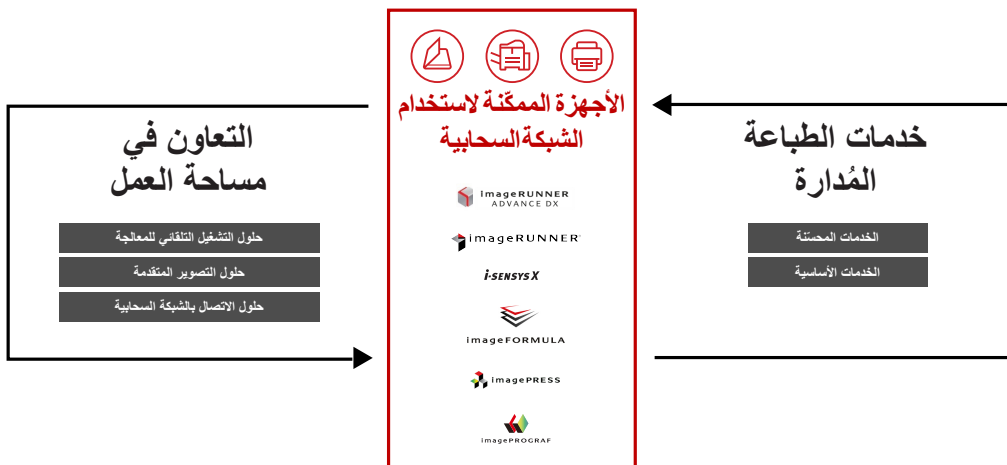 خدمات الطباعة
المُدارة
الخدمات المحسّنة
الخدمات الأساسية
الأجهزة الممكّنة لاستخدام
الشبكة السحابية
imageRUNNER
ADVANCE DX
imageRUNNER
i-SENSYS X
imageFORMULA
imagePRESS
imagePROGRAF
التعاون في
مساحة العمل
حلول التشغيل التلقائي للمعالجة
حلول التصوير المتقدمة
حلول الاتصال بالشبكة السحابية